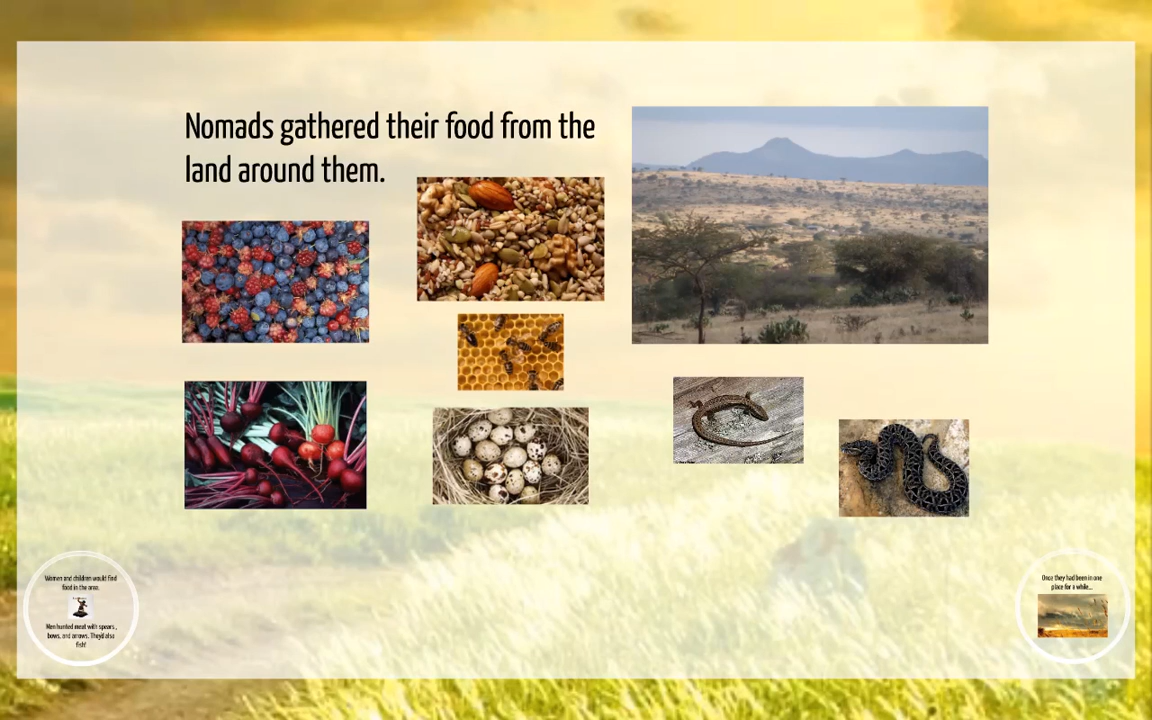 Nomads gathered their food from the
land around them.
Women and children would find
food in the area.
Men hunted meat with spears,
bows, and arrows. They'd also
fish!
Once they had been in one
place for a while...